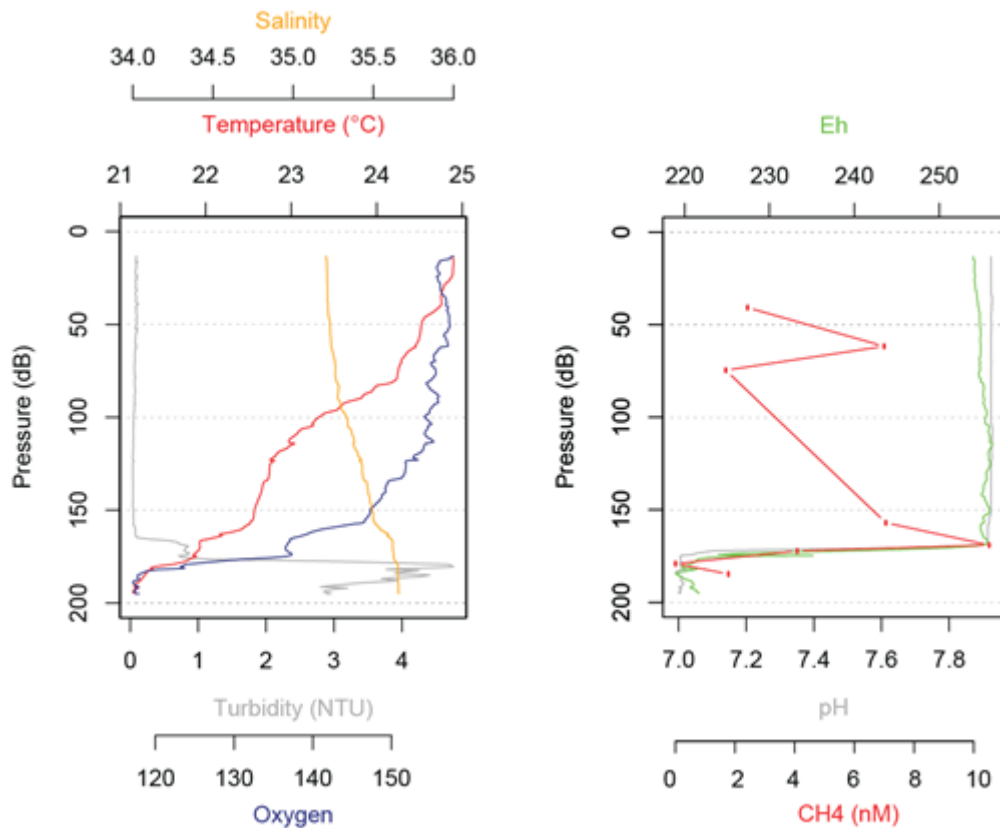 Salinity
34.0 34.5 35.0 35.5 36.0
Temperature (°C)
21 22 23 24 25
Pressure (dB)
0
50
100
150
200
0 1 2 3 4
Turbidity (NTU)
120 130 140 150
Oxygen
Eh
220 230 240 250
Pressure (dB)
0
50
100
150
200
7.0 7.2 7.4 7.6 7.8
pH
0 2 4 6 8 10
CH4 (nM)